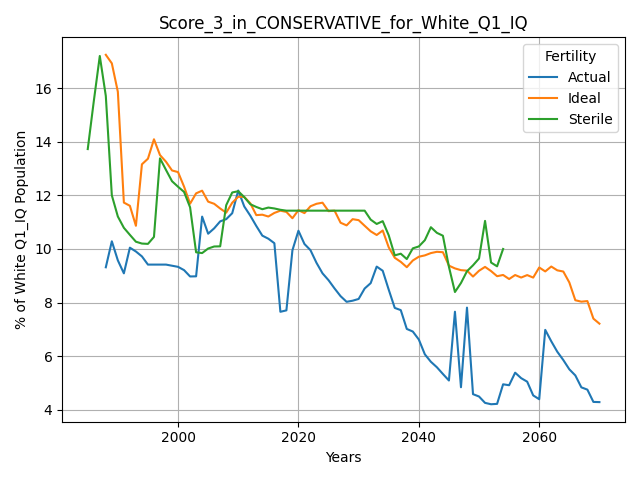 Score_3_in_CONSERVATIVE_for_White_Q1_IQ
Fertility
Actual
Ideal
Sterile
% of White Q1_IQ Population
16
14
12
10
8
6
4
2000
2020
2040
2060
Years